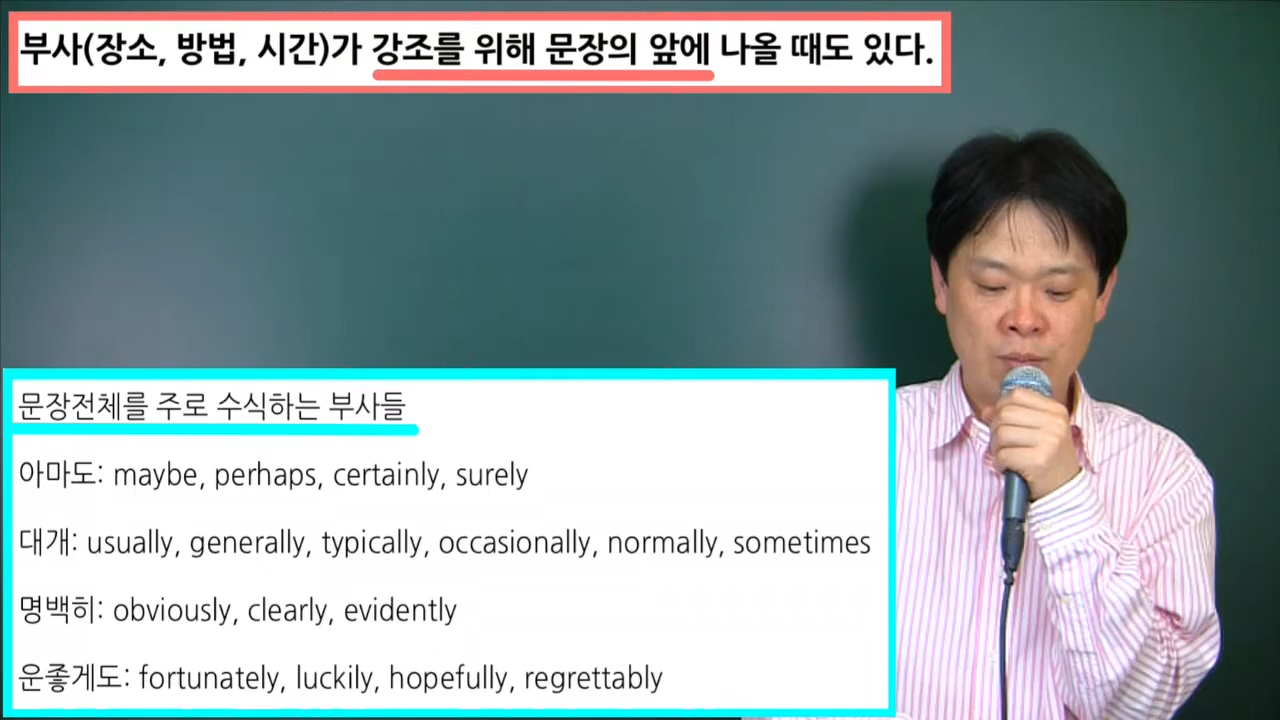 부사(장소, 방법, 시간)가 강조를 위해 문장의 앞에 나올 때도 있다.
문장전체를 주로 수식하는 부사들
아마도: maybe, perhaps, certainly, surely
대개: usually, generally, typically, occasionally, normally, sometimes
명백히: obviously, clearly, evidently
운좋게도: fortunately, luckily, hopefully, regrettably